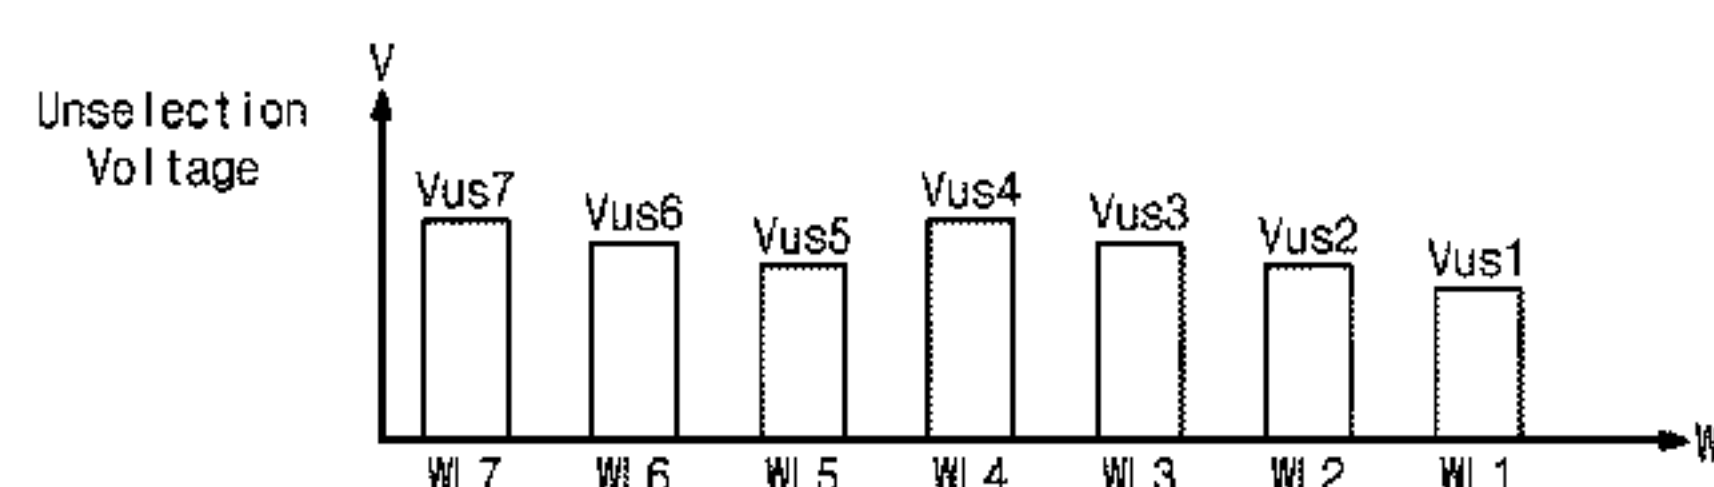 V
Unselection
Voltage
Vus7
Vus6
Vus5
Vus4
Vus3
Vus2
Vus1
WL7
WL6
WL5
WL4
WL3
WL2
WL1